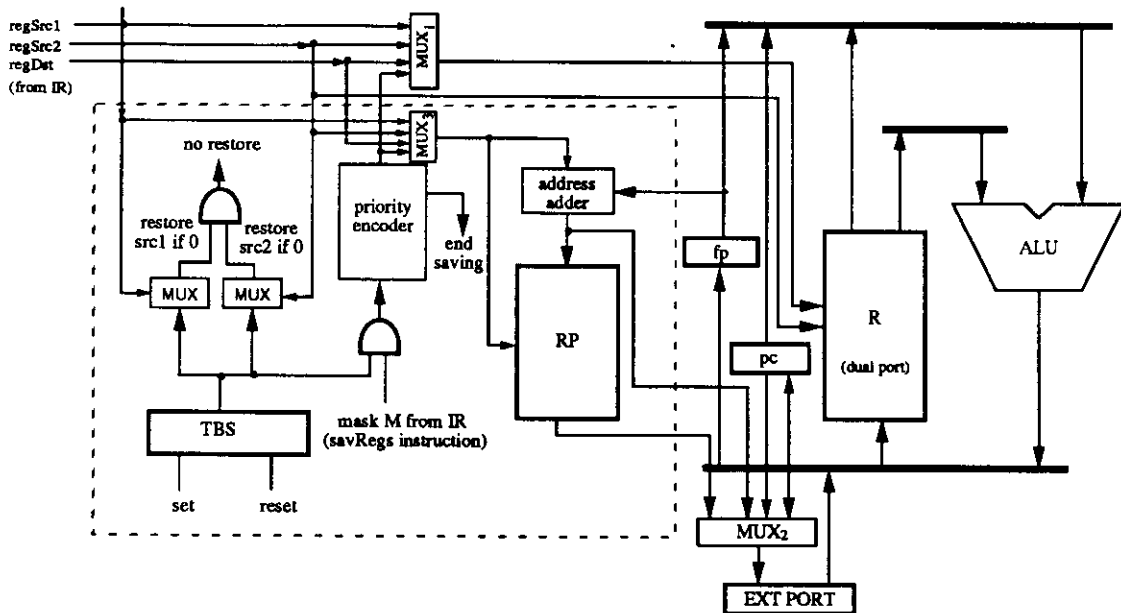 regSrc1
regSrc2
regDst
(from IR)
MUX1
MUX3
no restore
restore
src1 if 0
restore
src2 if 0
priority
encoder
end
saving
address
adder
MUX
MUX
fp
ALU
RP
R
(dual port)
pc
TBS
mask M from IR
(savRegs instruction)
set
reset
MUX2
EXT PORT